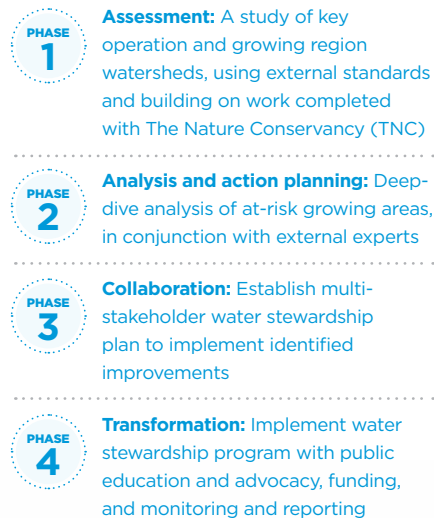 PHASE
1
Assessment: A study of key
operation and growing region
watersheds, using external standards
and building on work completed
with The Nature Conservancy (TNC)
PHASE
2
Analysis and action planning: Deep-
dive analysis of at-risk growing areas,
in conjunction with external experts
PHASE
3
Collaboration: Establish multi-
stakeholder water stewardship
plan to implement identified
improvements
PHASE
4
Transformation: Implement water
stewardship program with public
education and advocacy, funding,
and monitoring and reporting